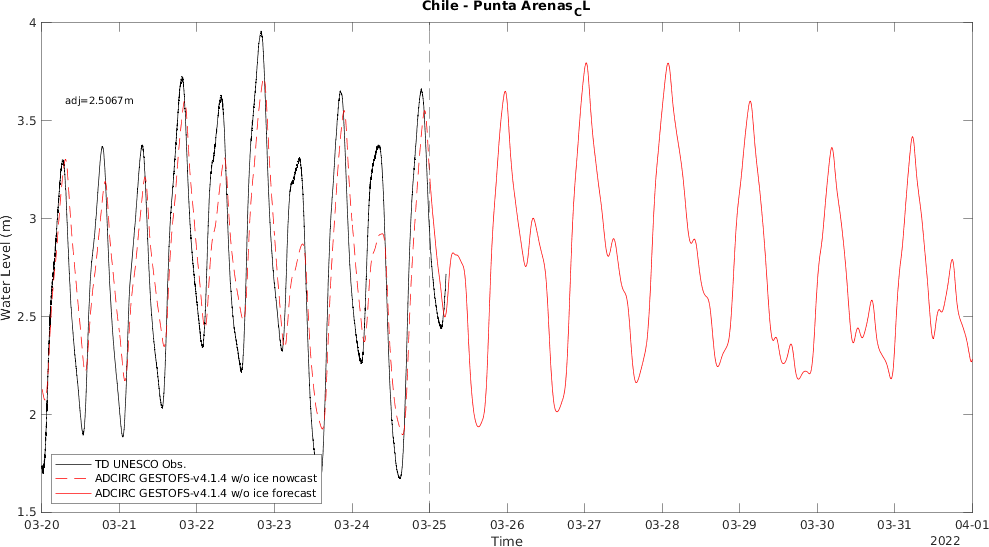 Chile - Punta Arenas_CL
4
3.5
3
2.5
2
1.5
Water Level (m)
adj=2.5067m
TD UNESCO Obs.
ADCIRC GESTOFS-v4.1.4 w/o ice nowcast
ADCIRC GESTOFS-v4.1.4 w/o ice forecast
03-20 03-21 03-22 03-23 03-24 03-25 03-26 03-27 03-28 03-29 03-30 03-31 04-01
Time
2022